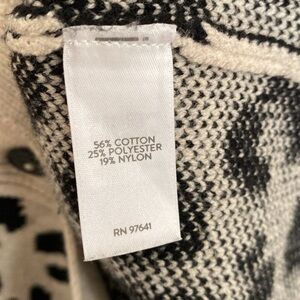 56% COTTON
25% POLYESTER
19% NYLON
RN 97641